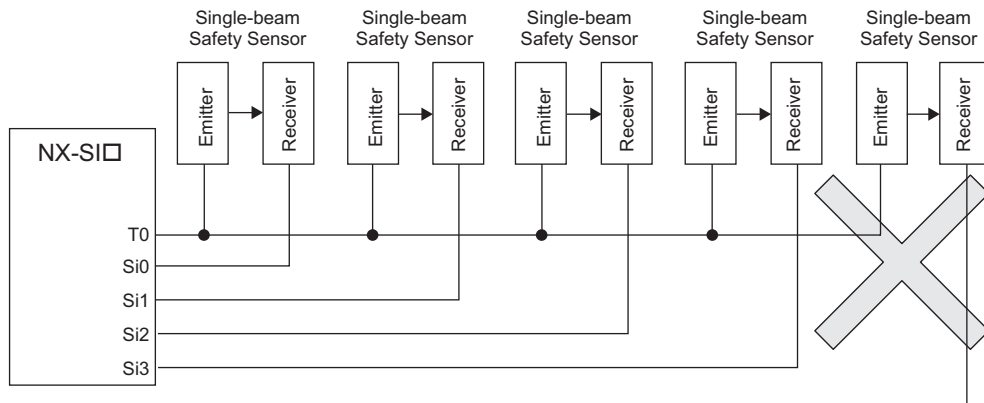 Single-beam
Safety Sensor
Single-beam
Safety Sensor
Single-beam
Safety Sensor
Single-beam
Safety Sensor
Single-beam
Safety Sensor
Emitter
Receiver
Emitter
Receiver
Emitter
Receiver
Emitter
Receiver
Emitter
Receiver
NX-SI□
T0
Si0
Si1
Si2
Si3